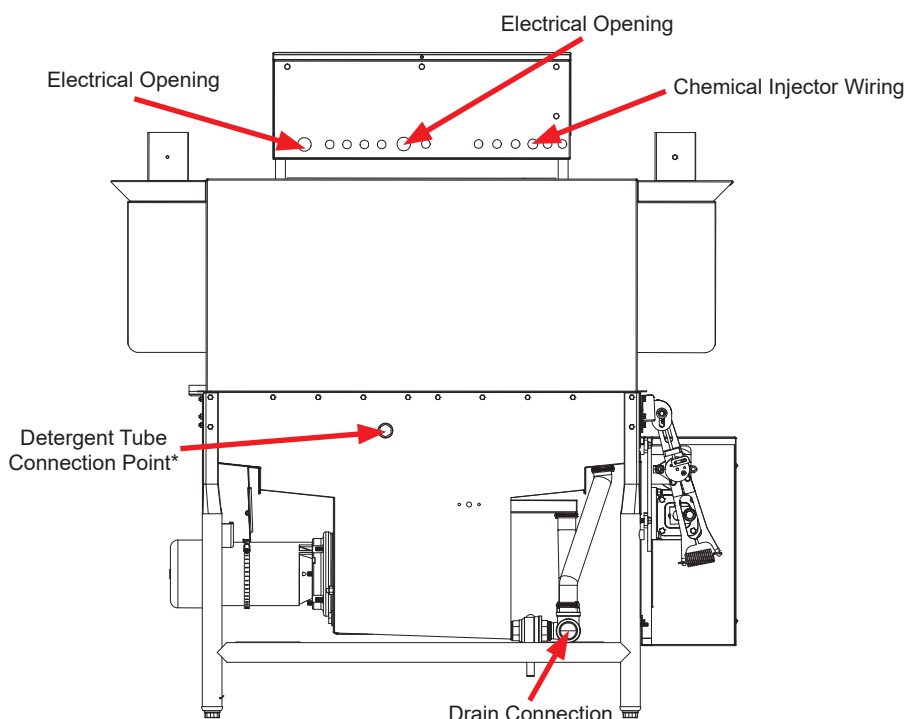 Electrical Opening
Electrical Opening
Chemical Injector Wiring
Detergent Tube
Connection Point*
Drain Connection